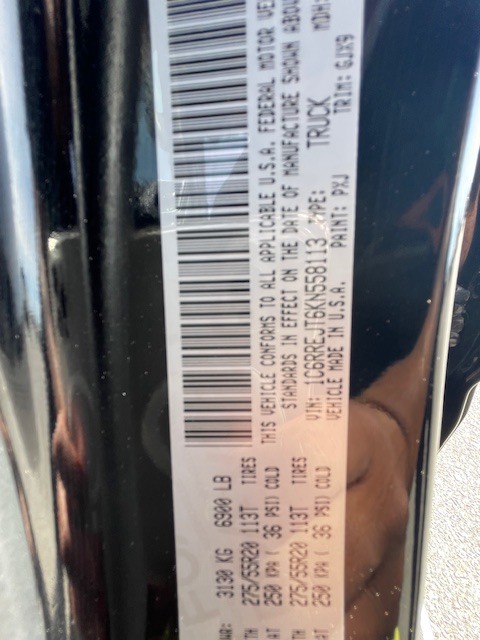 3130 KG 6900 LB
275/55R20 113T TIRES
250 KPA ( 36 PSI) COLD
275/55R20 113T TIRES
250 KPA ( 36 PSI) COLD
THIS VEHICLE CONFORMS TO ALL APPLICABLE U.S.A. FEDERAL MOTOR
STANDARDS IN EFFECT ON THE DATE OF MANUFACTURE SHOWN
VIN: 1C6RREJT6KN558113 TYPE: TRUCK MDH:
VEHICLE MADE IN U.S.A. PAINT: PXJ TRIM: GJX9